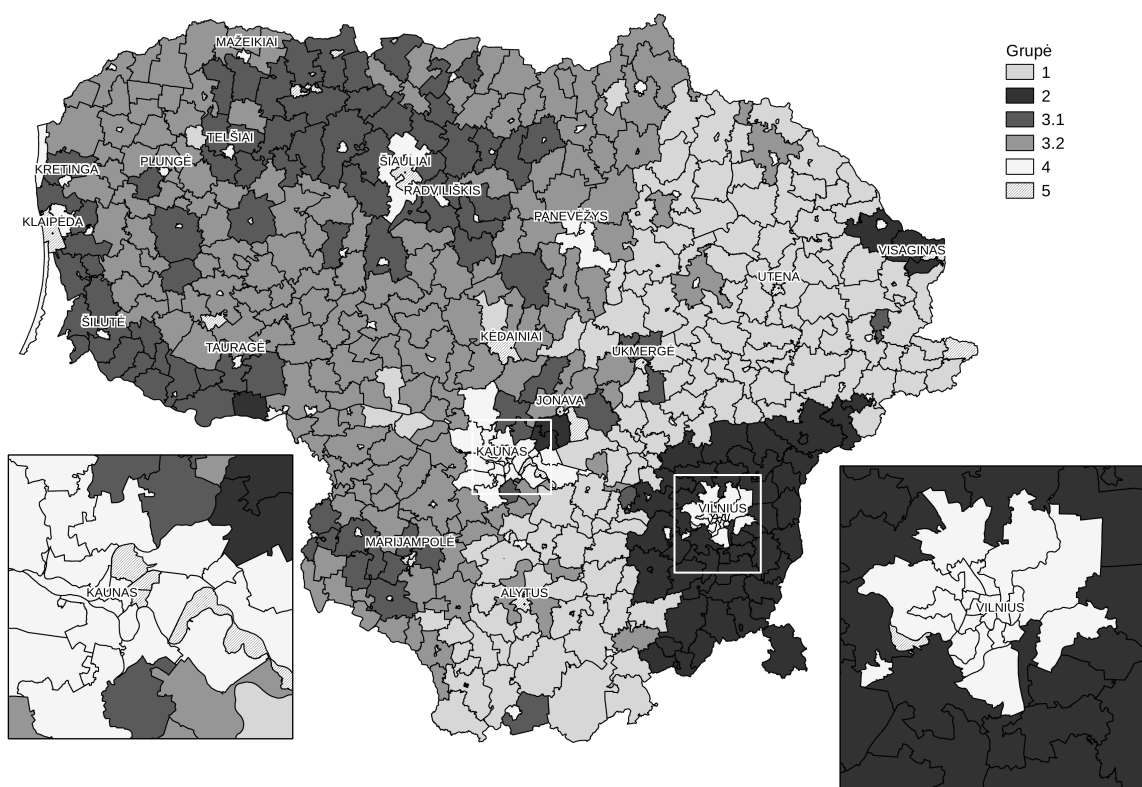 MAŽEIKIAI
Grupė
1
2
3.1
3.2
4
5
TELŠIAI
PLUNGĖ
KRETINGA
ŠIAULIAI
RADVILIŠKIS
KLAIPĖDA
PANEVĖŽYS
VISAGINAS
UTENA
ŠILUTĖ
TAURAGĖ
KĖDAINIAI
UKMERGĖ
JONAVA
KAUNAS
VILNIUS
MARIJAMPOLĖ
ALYTUS
KAUNAS
VILNIUS